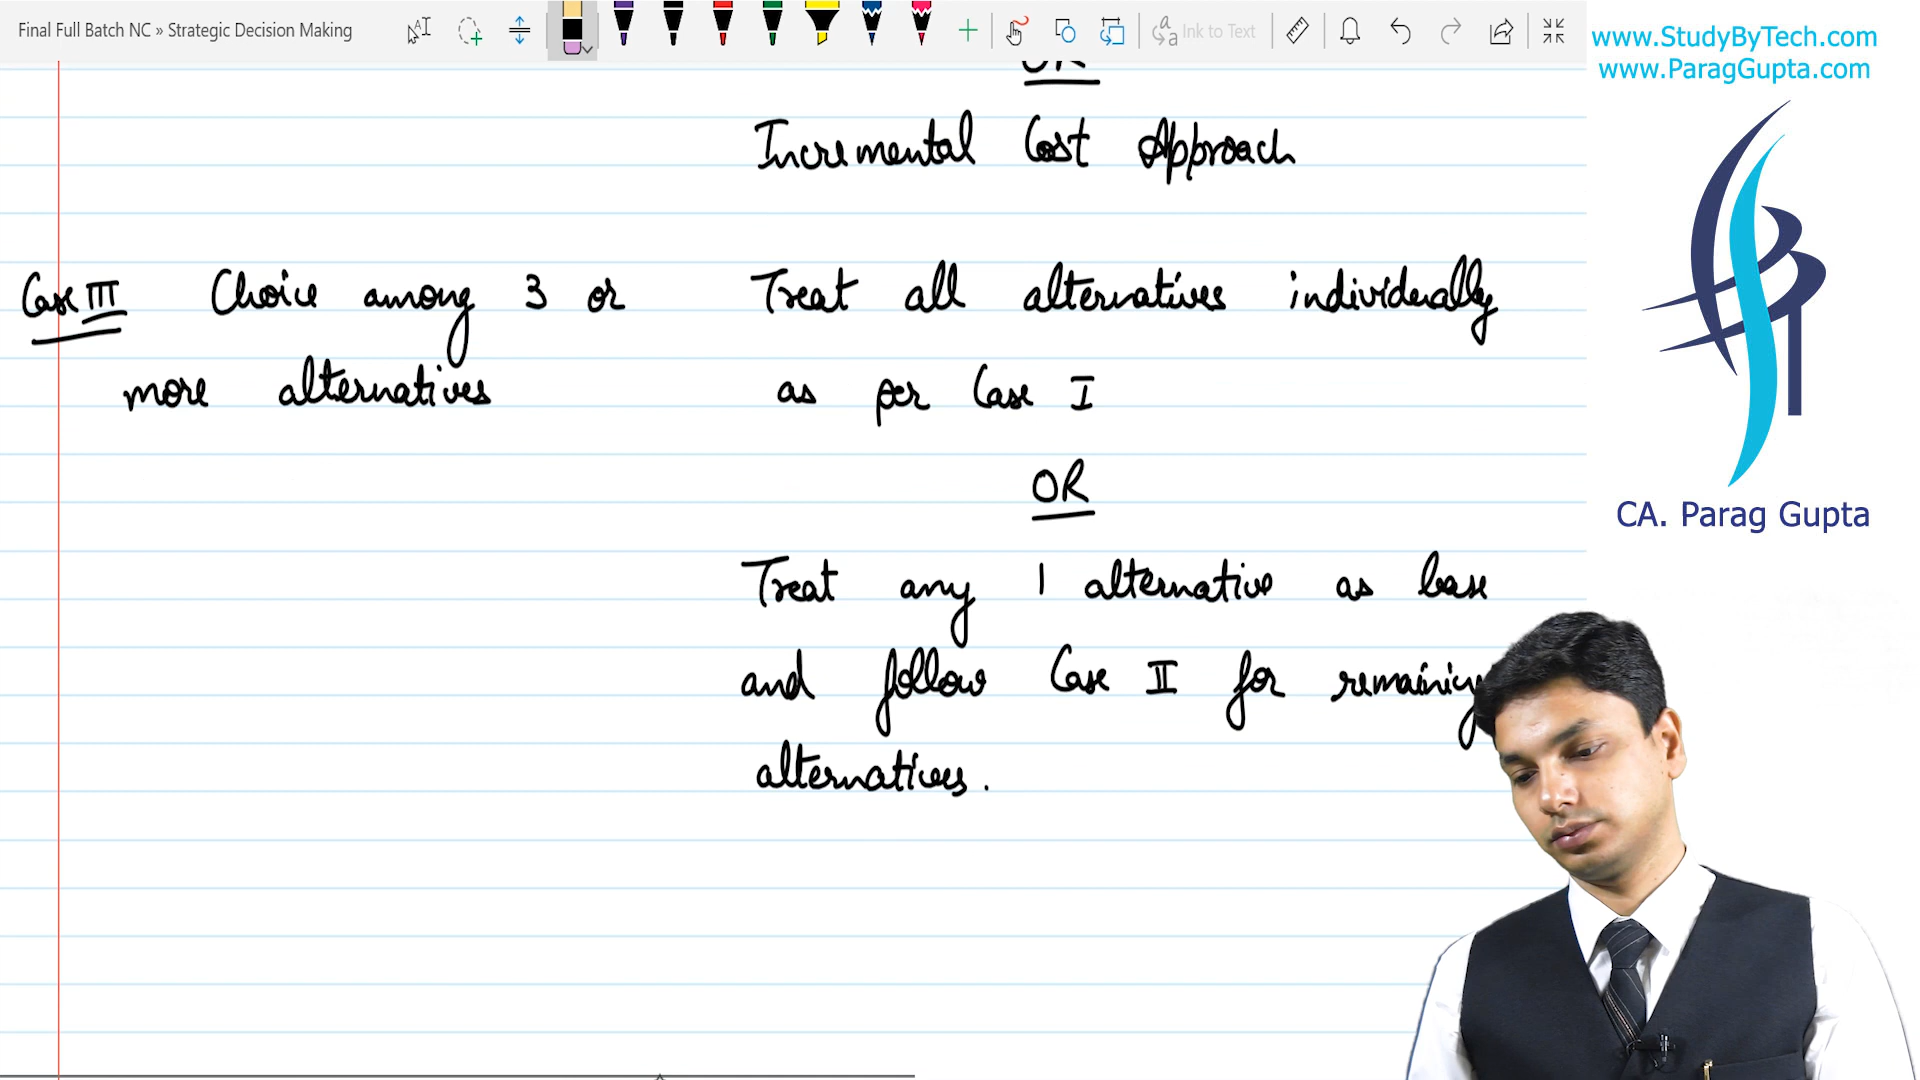 Final Full Batch NC » Strategic Decision Making
Ink to Text
www.StudyByTech.com
www.ParagGupta.com
OR
Incremental Cost Approach
Case III Choice among 3 or Treat all alternatives individually
more alternatives as per Case I
OR
CA. Parag Gupta
Treat any 1 alternative as base
and follow Case II for remaining
alternatives.